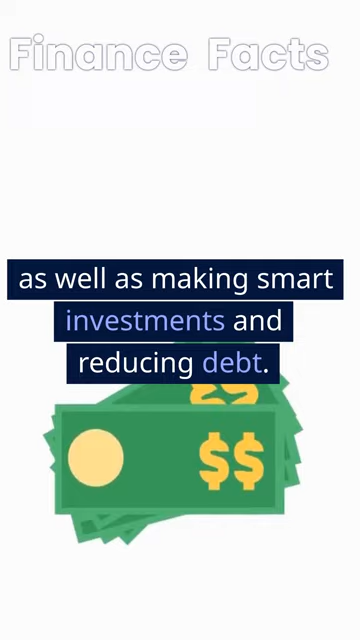 Finance Facts
as well as making smart
investments and
reducing debt.
$$